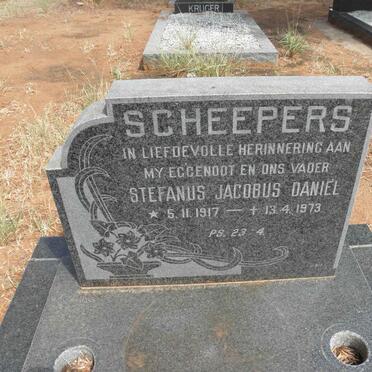 KRUGER
SCHEEPERS
IN LIEFDEVOLLE HERINNERING AAN
MY EGGENOOT EN ONS VADER
STEFANUS JACOBUS DANIËL
★ 5.11.1917 — † 13.4.1973
PS. 23-4